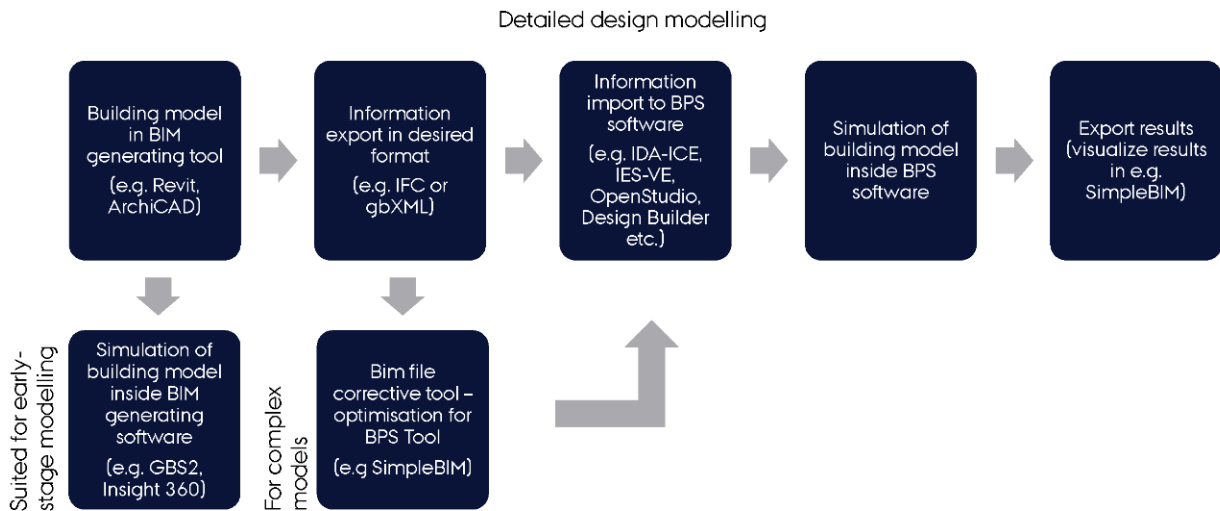 Detailed design modelling
Building model
in BIM
generating tool
(e.g. Revit,
ArchiCAD)
Information
export in desired
format
(e.g. IFC or
gbXML)
Information
import to BPS
software
(e.g. IDA-ICE,
IES-VE,
OpenStudio,
Design Builder
etc.)
Simulation of
building model
inside BPS
software
Export results
(visualize results
in e.g.
SimpleBIM)
Suited for early-
stage modelling
Simulation of
building model
inside BIM
generating
software
(e.g. GBS2,
Insight 360)
For complex
models
Bim file
corrective tool –
optimisation for
BPS Tool
(e.g SimpleBIM)